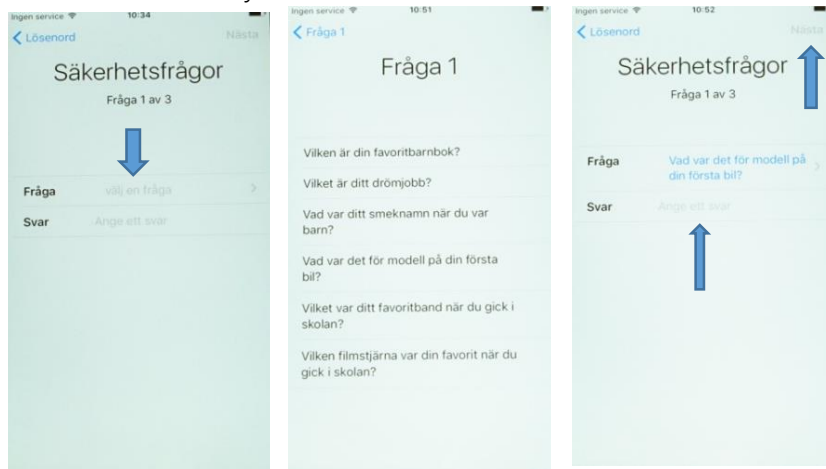 Ingen service 10:34
Lösenord Nästa
Säkerhetsfrågor
Fråga 1 av 3
Fråga välj en fråga
Svar Ange ett svar
Ingen service 10:51
Fråga 1
Fråga 1
Vilken är din favoritbarnbok?
Vilket är ditt drömjobb?
Vad var ditt smeknamn när du var
barn?
Vad var det för modell på din första
bil?
Vilket var ditt favoritband när du gick i
skolan?
Vilken filmstjärna var din favorit när du
gick i skolan?
Ingen service 10:52
Lösenord Nästa
Säkerhetsfrågor
Fråga 1 av 3
Fråga Vad var det för modell på
din första bil?
Svar Ange ett svar